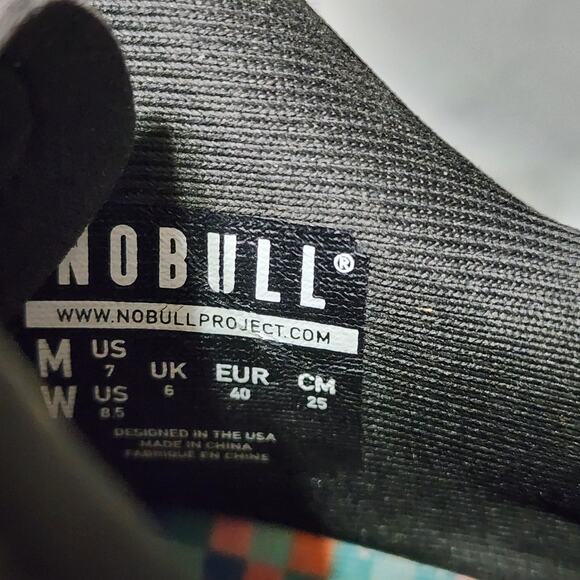 NOBULL®
WWW.NOBULLPROJECT.COM
M US 7 UK 6 EUR 40 CM 25
W US 8.5
DESIGNED IN THE USA
MADE IN CHINA
FABRIQUÉ EN CHINE